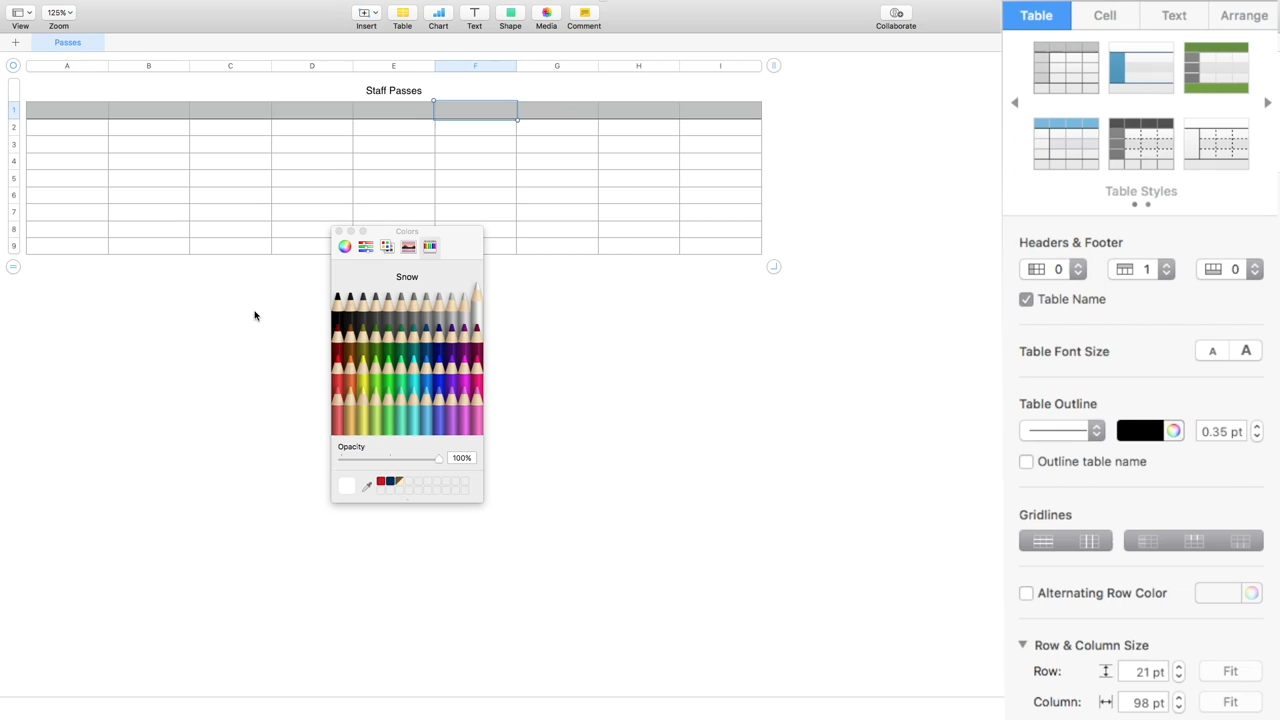 125%
View
Zoom
Insert
Table
Chart
Text
Shape
Media
Comment
Collaborate
Passes
A B C D E F G H I
Staff Passes
1
2
3
4
5
6
7
8
9
Colors
Snow
Opacity
100%
Table Cell Text Arrange
Table Styles
Headers & Footer
0 1 0
Table Name
Table Font Size
A A
Table Outline
0.35 pt
Outline table name
Gridlines
Alternating Row Color
Row & Column Size
Row: 21 pt Fit
Column: 98 pt Fit